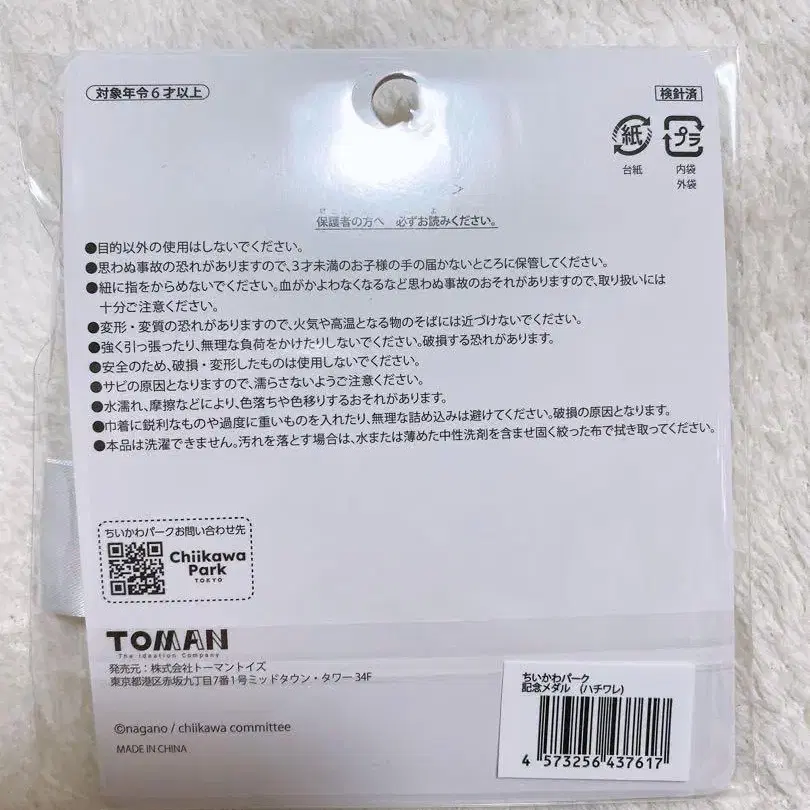 対象年令6才以上
検針済
紙
プラ
台紙
内袋
外袋
保護者の方へ 必ずお読みください。
●目的以外の使用はしないでください。
●思わぬ事故の恐れがありますので、3才未満のお子様の手の届かないところに保管してください。
●紐に指をからめないでください。血がかよわなくなるなど思わぬ事故のおそれがありますので、取り扱いには
十分ご注意ください。
●変形・変質の恐れがありますので、火気や高温となる物のそばには近づけないでください。
●強く引っ張ったり、無理な負荷をかけたりしないでください。破損する恐れがあります。
●安全のため、破損・変形したものは使用しないでください。
●サビの原因となりますので、濡らさないようご注意ください。
●水濡れ、摩擦などにより、色落ちや色移りするおそれがあります。
●巾着に鋭利なものや過度に重いものを入れたり、無理な詰め込みは避けてください。破損の原因となります。
●本品は洗濯できません。汚れを落とす場合は、水または薄めた中性洗剤を含ませ固く絞った布で拭き取ってください。
ちいかわパークお問い合わせ先
Chiikawa
Park
TOKYO
TOMAN
The Ideation Company
発売元:株式会社トーマントイズ
東京都港区赤坂九丁目7番1号ミッドタウン・タワー 34F
©nagano / chiikawa committee
MADE IN CHINA
ちいかわパーク
記念メダル (ハチワレ)
4 573256 437617